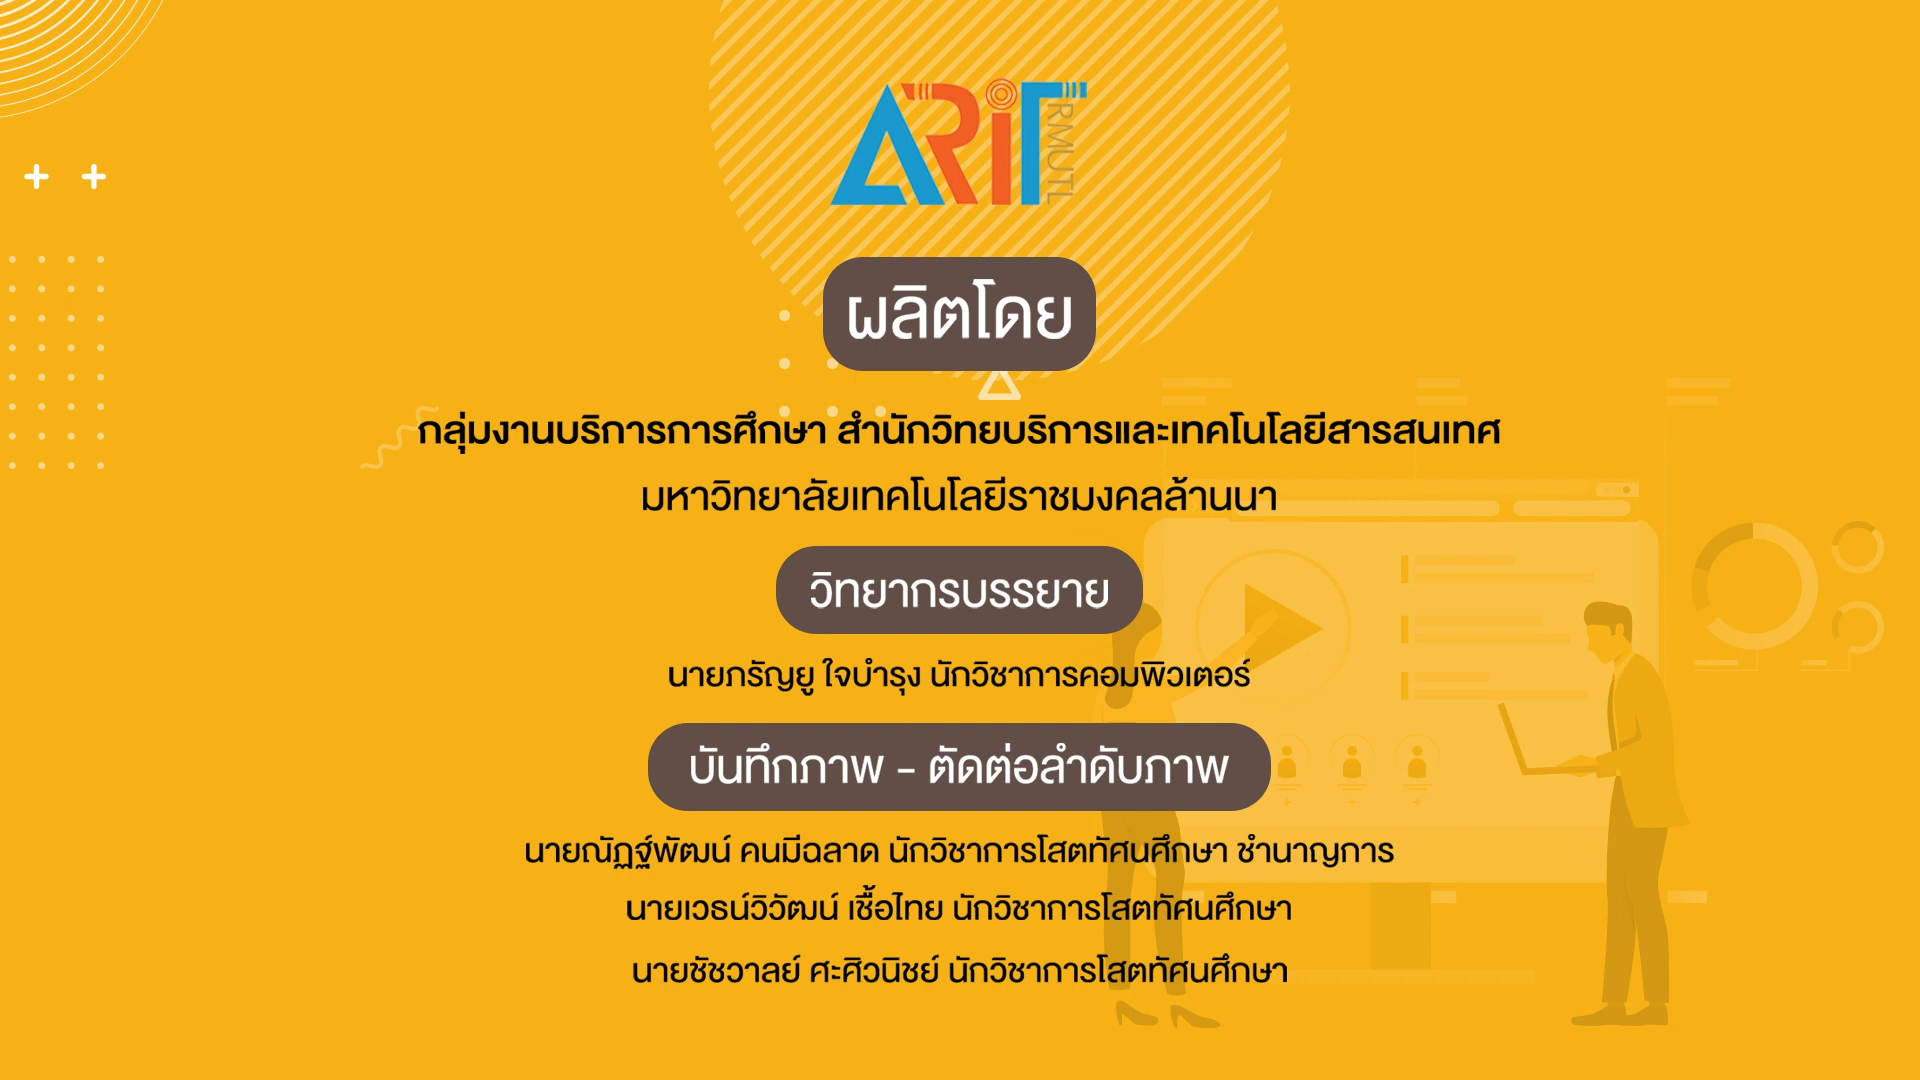 ARiT
RMUTL
ผลิตโดย
กลุ่มงานบริการการศึกษา สำนักวิทยบริการและเทคโนโลยีสารสนเทศ
มหาวิทยาลัยเทคโนโลยีราชมงคลล้านนา
วิทยากรบรรยาย
นายภรัญยู ใจบำรุง นักวิชาการคอมพิวเตอร์
บันทึกภาพ - ตัดต่อลำดับภาพ
นายณัฏฐ์พัฒน์ คนมีฉลาด นักวิชาการโสตทัศนศึกษา ชำนาญการ
นายเวธน์วิวัฒน์ เชื้อไทย นักวิชาการโสตทัศนศึกษา
นายชัชวาลย์ ศะศิวนิชย์ นักวิชาการโสตทัศนศึกษา